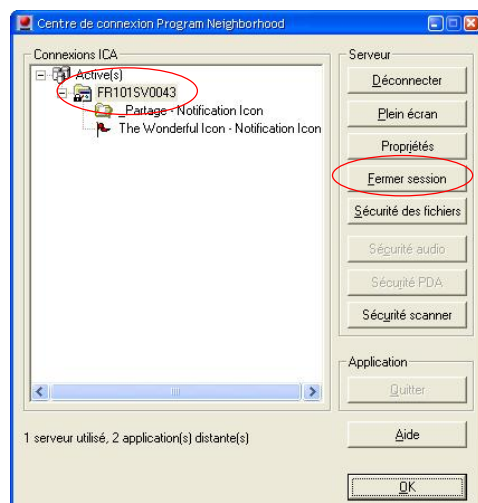 Centre de connexion Program Neighborhood
Connexions ICA
Active(s)
FR101SV0043
_Partage - Notification Icon
The Wonderful Icon - Notification Icon
Serveur
Déconnecter
Plein écran
Propriétés
Fermer session
Sécurité des fichiers
Sécurité audio
Sécurité PDA
Sécurité scanner
Application
Quitter
1 serveur utilisé, 2 application(s) distante(s)
Aide
OK